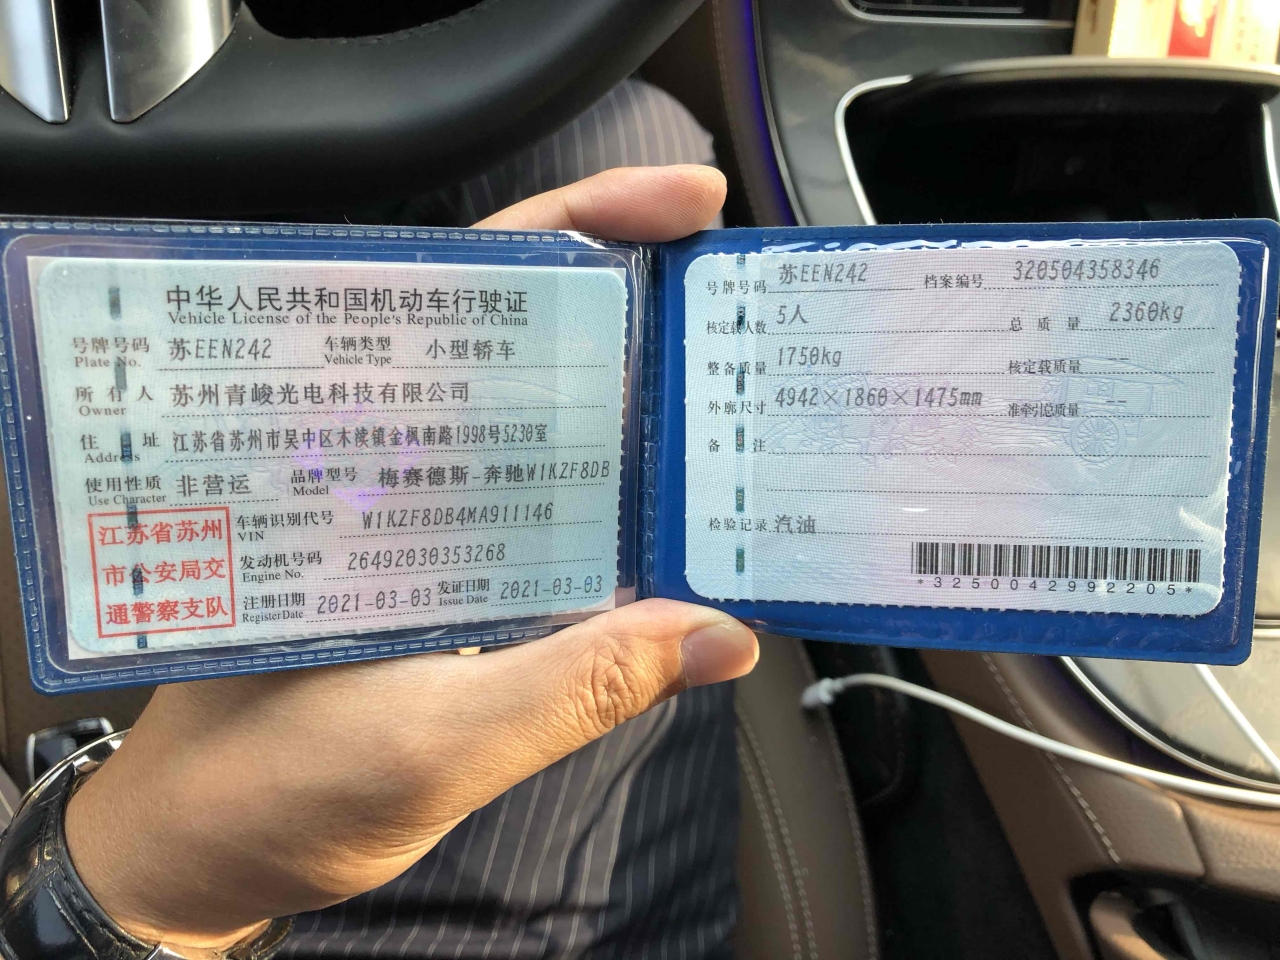 中华人民共和国机动车行驶证
Vehicle License of the People's Republic of China
号牌号码 苏EEN242 车辆类型 小型轿车
Plate No. Vehicle Type
所有人 苏州青峻光电科技有限公司
Owner
住址 江苏省苏州市吴中区木渎镇金枫南路1998号5230室
Address
使用性质 非营运 品牌型号 梅赛德斯-奔驰W1KZF8DB
Use Character Model
江苏省苏州
市公安局交
通警察支队
车辆识别代号 W1KZF8DB4MA911146
VIN
发动机号码 26492030353268
Engine No.
注册日期 2021-03-03 发证日期 2021-03-03
Register Date Issue Date
号牌号码 苏EEN242 档案编号 320504358346
核定载人数 5人 总质量 2360kg
整备质量 1750kg 核定载质量 --
外廓尺寸 4942×1860×1475mm 准牵引总质量 --
备注
检验记录 汽油
*3250042992205*